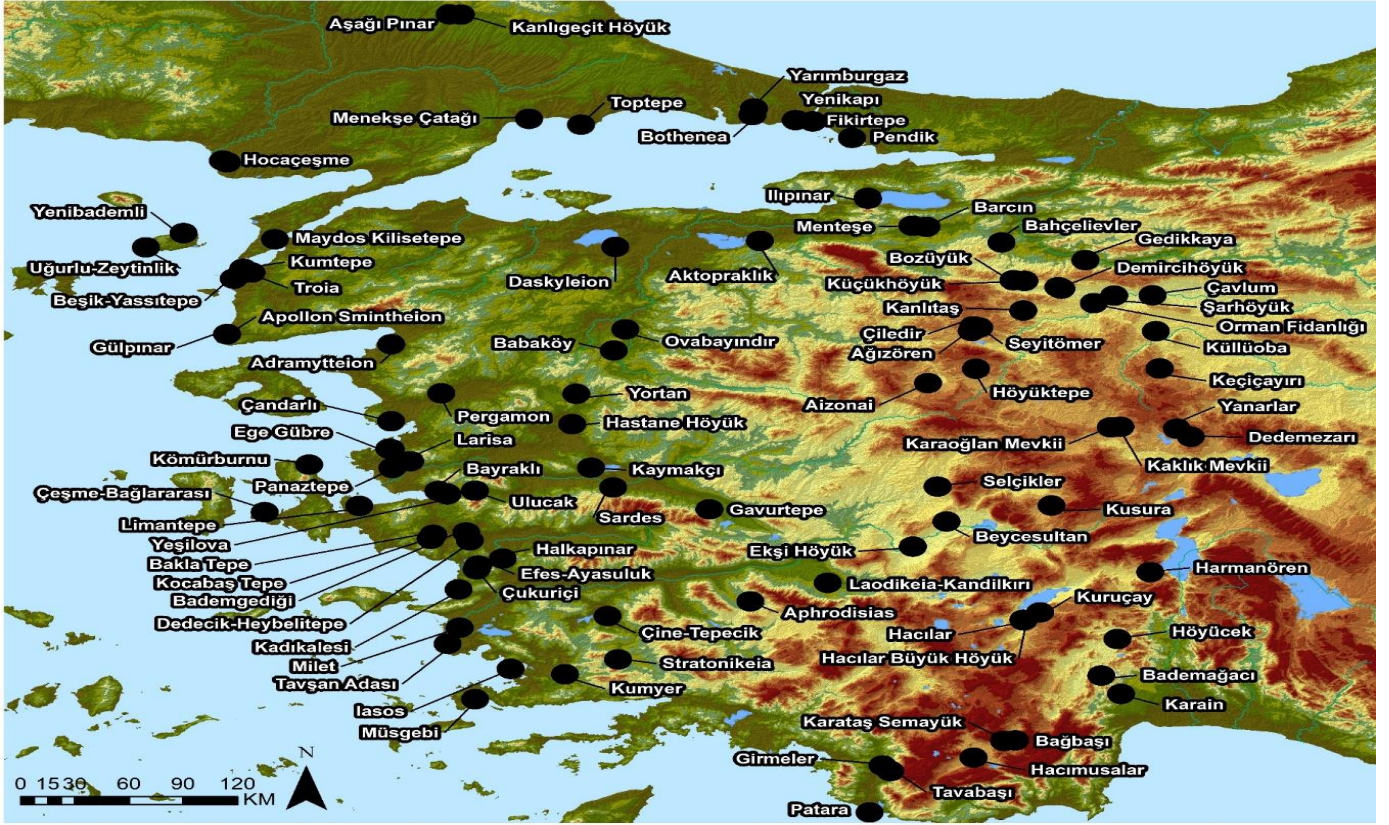 Aşağı Pınar
Kanlıgeçit Höyük
Yarımburgaz
Toptepe
Yenikapı
Menekşe Çatağı
Fikirtepe
Bothenea
Pendik
Hocaçeşme
Ilıpınar
Yenibademli
Barcın
Menteşe
Bahçelievler
Maydos Kilisetepe
Gedikkaya
Bozüyük
Kumtepe
Uğurlu-Zeytinlik
Demircihöyük
Daskyleion
Aktopraklık
Küçükhöyük
Troia
Çavlum
Beşik-Yassıtepe
Kanlıtaş
Şarhöyük
Apollon Smintheion
Orman Fidanlığı
Çiledir
Gülpınar
Babaköy
Ovabayındır
Seyitömer
Ağızören
Küllüoba
Adramytteion
Keçiçayırı
Yortan
Höyüktepe
Aizonai
Çandarlı
Pergamon
Yanarlar
Hastane Höyük
Ege Gübre
Larisa
Karaoğlan Mevkii
Dedemezarı
Kömürburnu
Bayraklı
Kaymakçı
Kaklık Mevkii
Panaztepe
Selçikler
Çeşme-Bağlararası
Ulucak
Gavurtepe
Kusura
Sardes
Limantepe
Beycesultan
Yeşilova
Halkapınar
Ekşi Höyük
Bakla Tepe
Harmanören
Efes-Ayasuluk
Kocabaş Tepe
Laodikeia-Kandilkırı
Çukuriçi
Bademgediği
Kuruçay
Aphrodisias
Dedecik-Heybelitepe
Çine-Tepecik
Hacılar
Höyücek
Kadıkalesi
Hacılar Büyük Höyük
Stratonikeia
Milet
Bademağacı
Tavşan Adası
Kumyer
Karain
Iasos
Karataş Semayük
Müsgebi
Bağbaşı
Girmeler
Hacımusalar
N
Tavabaşı
0 15 30 60 90 120
KM
Patara